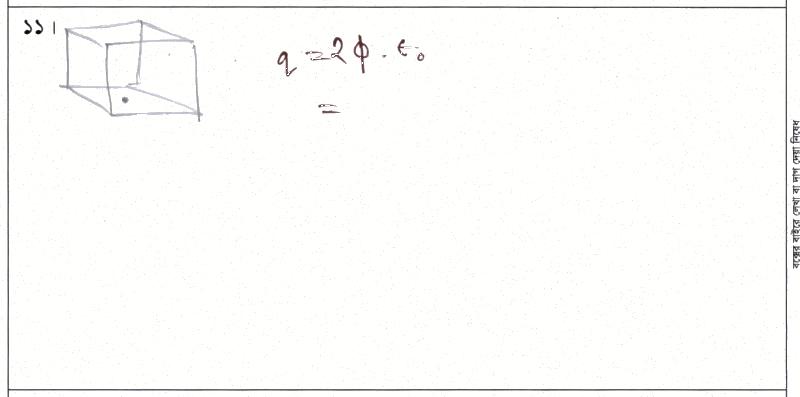 ১১।
q = 2ϕ . ϵ₀
=
বক্সের বাইরে লেখা বা দাগ দেয়া নিষেধ